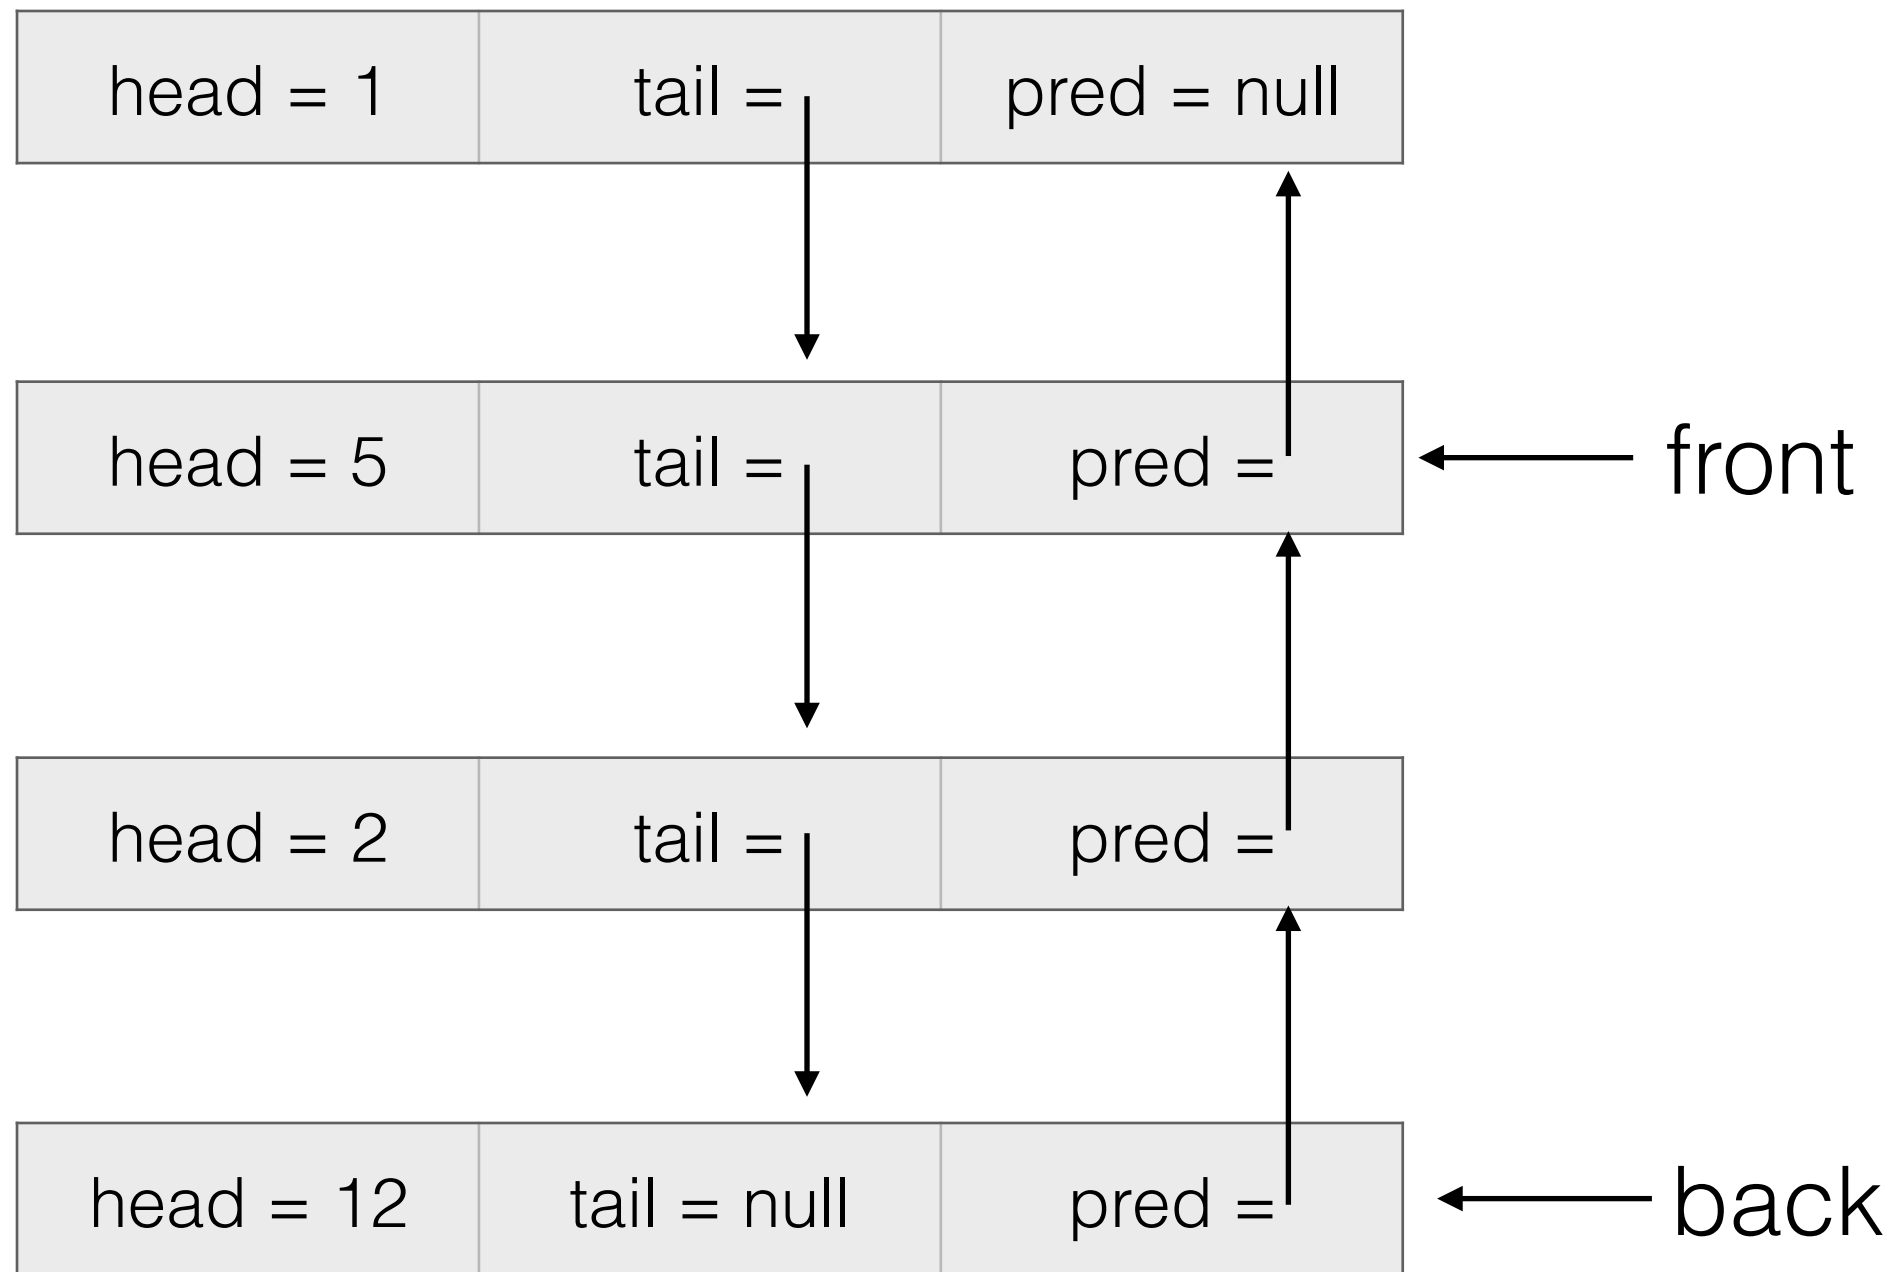 head = 1 tail = pred = null
head = 5 tail = pred = front
head = 2 tail = pred =
head = 12 tail = null pred = back